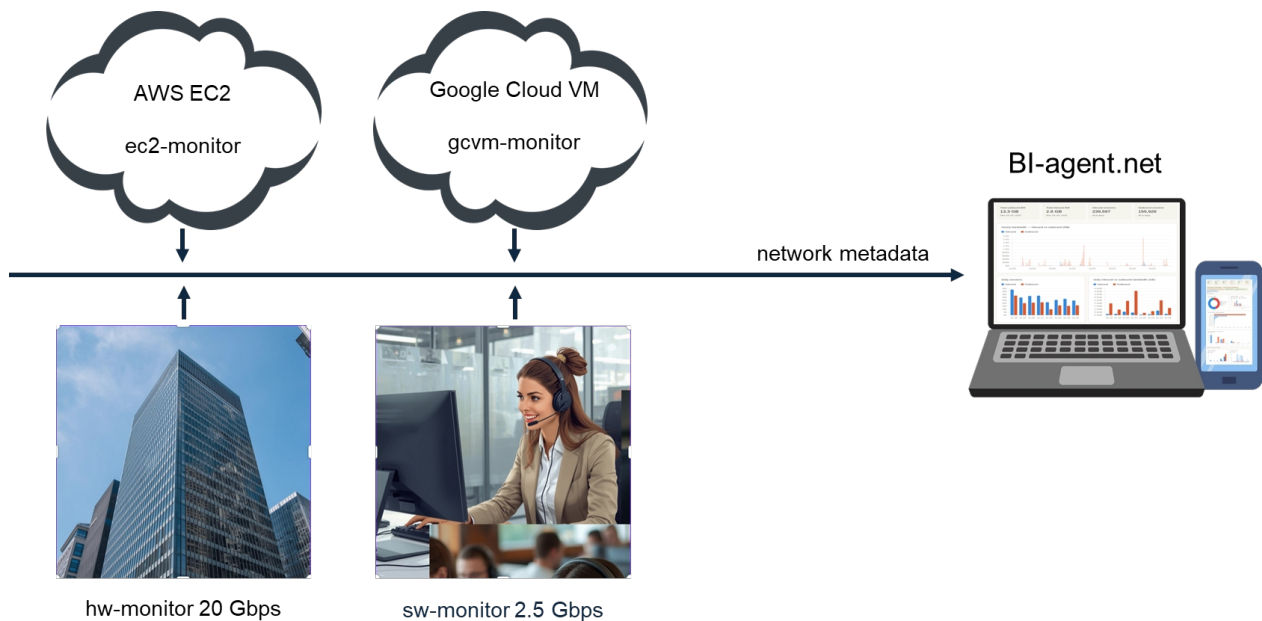 AWS EC2
ec2-monitor
Google Cloud VM
gcvm-monitor
BI-agent.net
network metadata
hw-monitor 20 Gbps
sw-monitor 2.5 Gbps